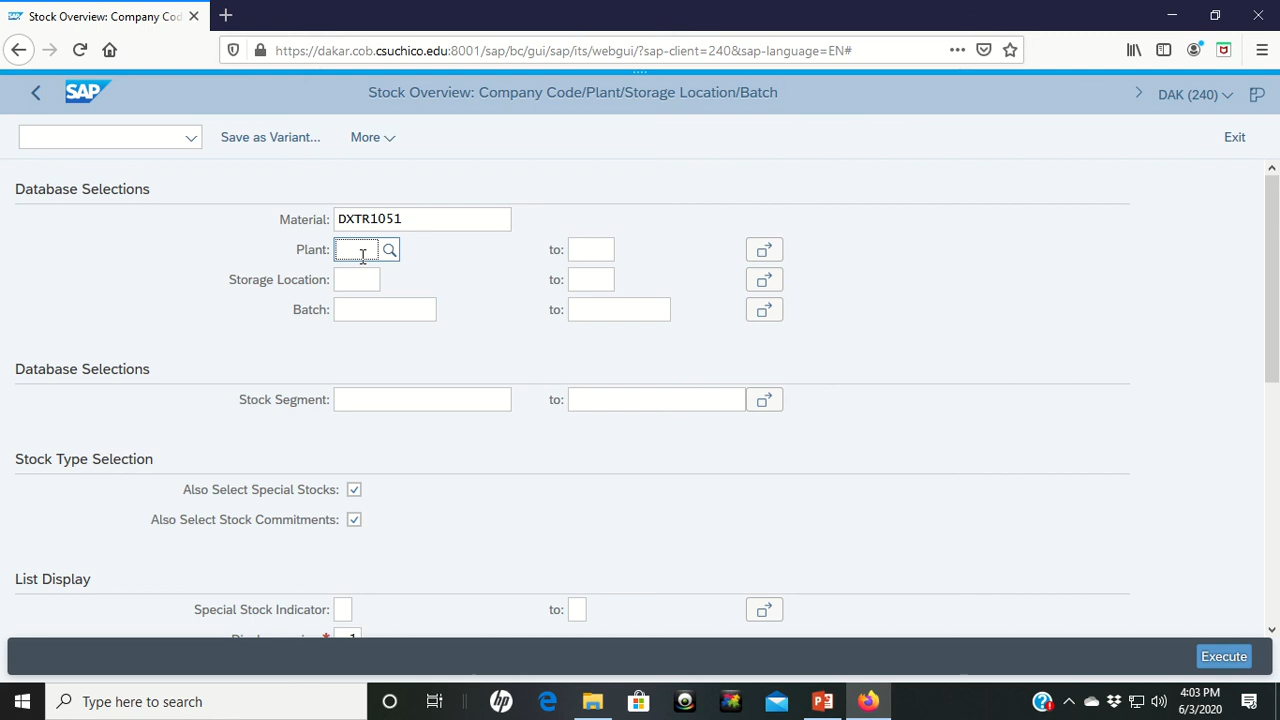 Stock Overview: Company Cod
https://dakar.cob.csuchico.edu:8001/sap/bc/gui/sap/its/webgui/?sap-client=240&sap-language=EN#
SAP
Stock Overview: Company Code/Plant/Storage Location/Batch
DAK (240)
Save as Variant...
More
Exit
Database Selections
Material: DXTR1051
Plant: to:
Storage Location: to:
Batch: to:
Database Selections
Stock Segment: to:
Stock Type Selection
Also Select Special Stocks:
Also Select Stock Commitments:
List Display
Special Stock Indicator: to:
Execute
Type here to search
4:03 PM
6/3/2020